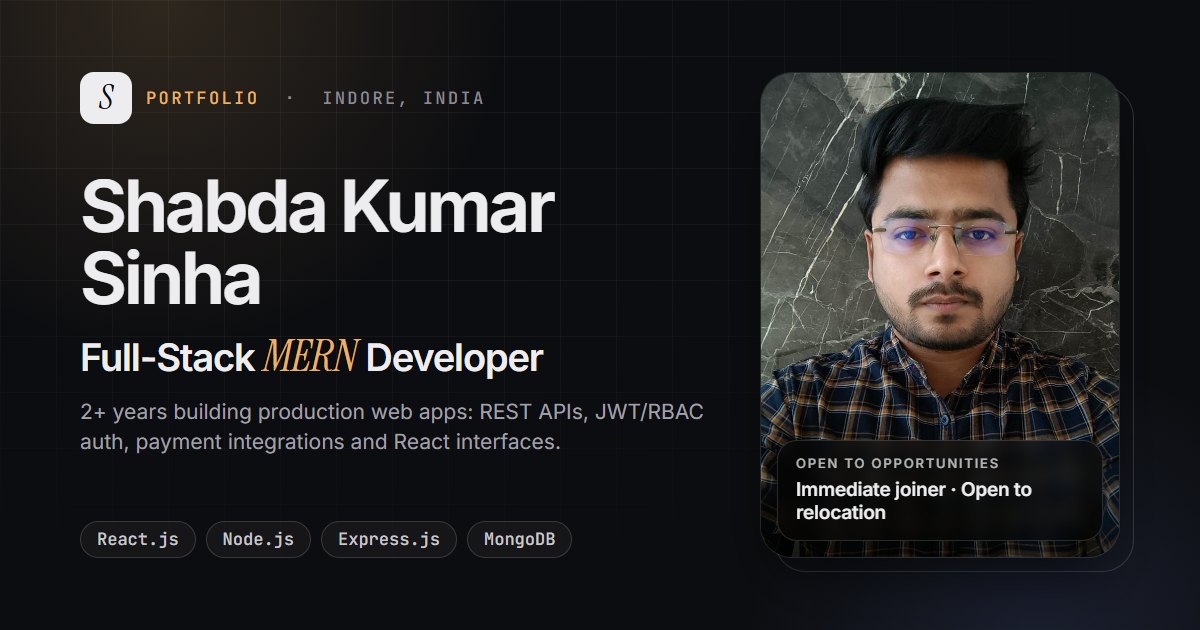 S
PORTFOLIO · INDORE, INDIA
Shabda Kumar
Sinha
Full-Stack MERN Developer
2+ years building production web apps: REST APIs, JWT/RBAC
auth, payment integrations and React interfaces.
React.js Node.js Express.js MongoDB
OPEN TO OPPORTUNITIES
Immediate joiner · Open to
relocation